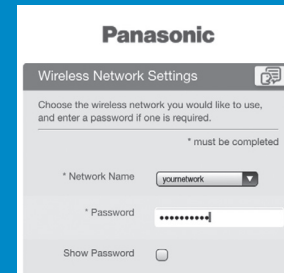 Panasonic
Wireless Network Settings
Choose the wireless network you would like to use,
and enter a password if one is required.
* must be completed
* Network Name yournetwork
* Password ••••••••••
Show Password